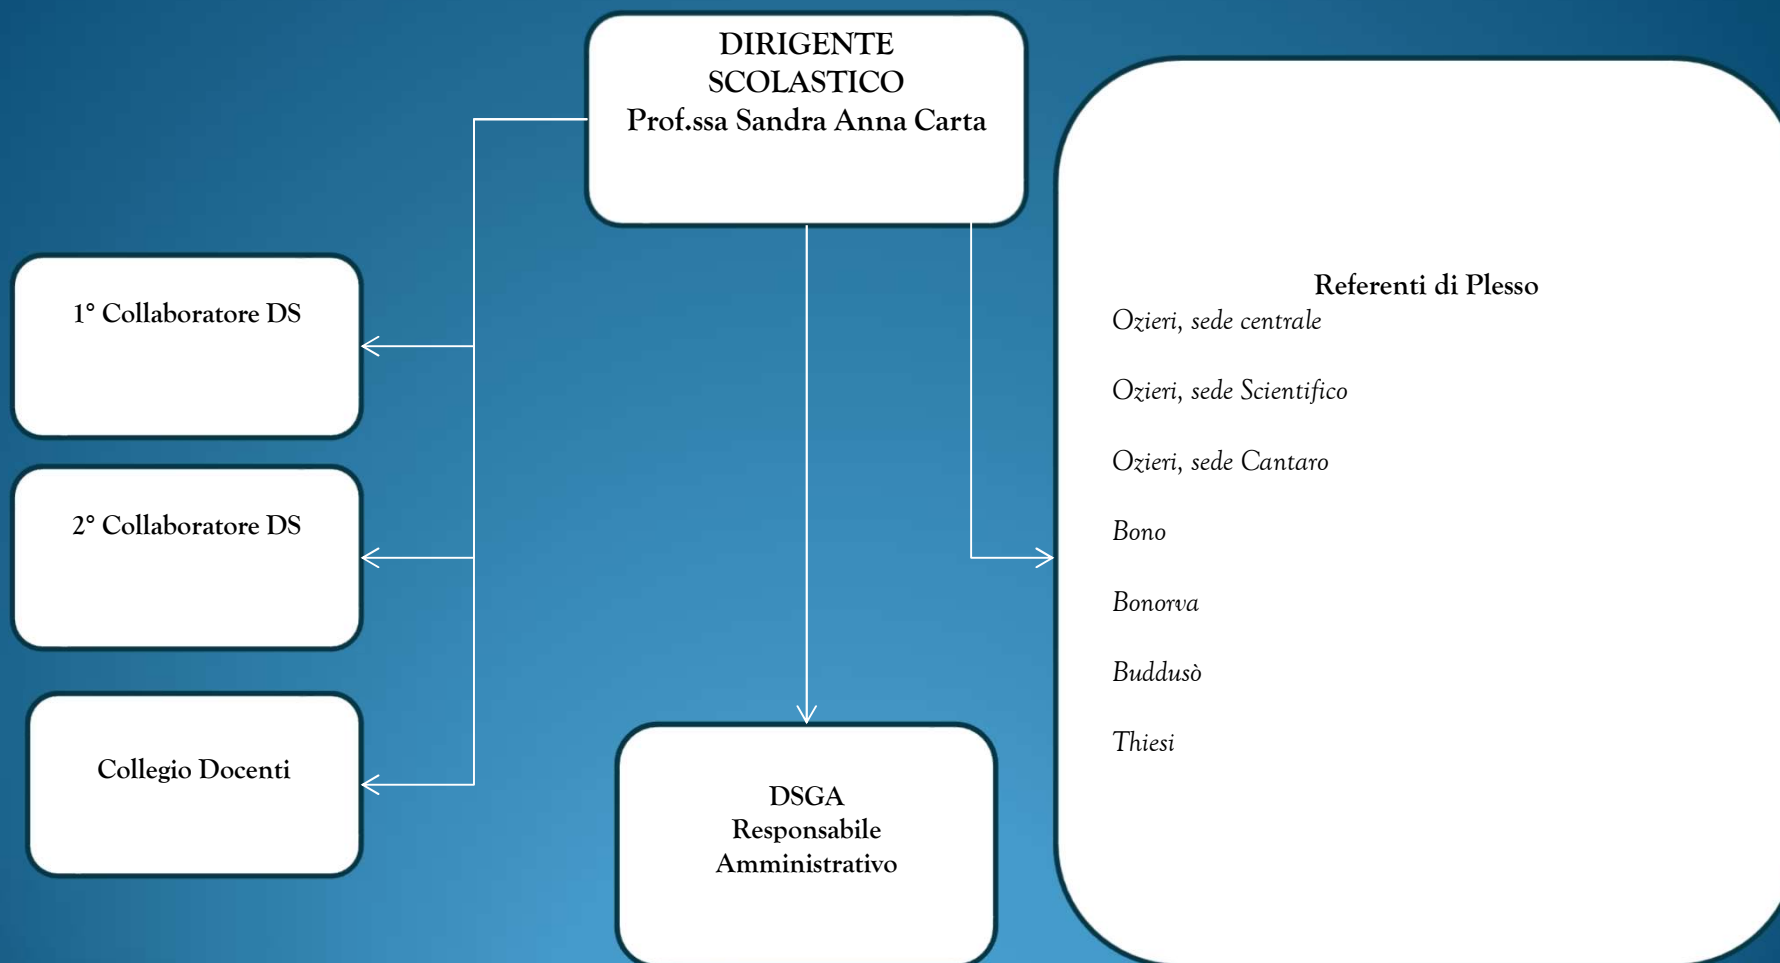 DIRIGENTE
SCOLASTICO
Prof.ssa Sandra Anna Carta
1° Collaboratore DS
2° Collaboratore DS
Collegio Docenti
DSGA
Responsabile
Amministrativo
Referenti di Plesso
Ozieri, sede centrale
Ozieri, sede Scientifico
Ozieri, sede Cantaro
Bono
Bonorva
Buddusò
Thiesi